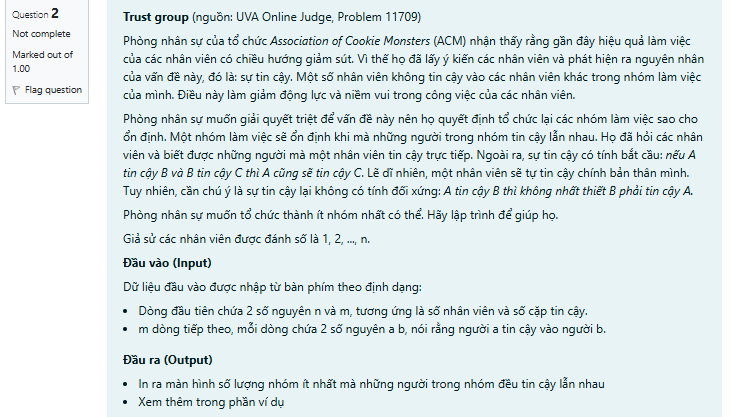 Question 2
Not complete
Marked out of
1.00
Flag question
Trust group (nguồn: UVA Online Judge, Problem 11709)
Phòng nhân sự của tổ chức Association of Cookie Monsters (ACM) nhận thấy rằng gần đây hiệu quả làm việc
của các nhân viên có chiều hướng giảm sút. Vì thế họ đã lấy ý kiến các nhân viên và phát hiện ra nguyên nhân
của vấn đề này, đó là: sự tin cậy. Một số nhân viên không tin cậy vào các nhân viên khác trong nhóm làm việc
của mình. Điều này làm giảm động lực và niềm vui trong công việc của các nhân viên.
Phòng nhân sự muốn giải quyết triệt để vấn đề này nên họ quyết định tổ chức lại các nhóm làm việc sao cho
ổn định. Một nhóm làm việc sẽ ổn định khi mà những người trong nhóm tin cậy lẫn nhau. Họ đã hỏi các nhân
viên và biết được những người mà một nhân viên tin cậy trực tiếp. Ngoài ra, sự tin cậy có tính bắt cầu: nếu A
tin cậy B và B tin cậy C thì A cũng sẽ tin cậy C. Lẽ dĩ nhiên, một nhân viên sẽ tự tin cậy chính bản thân mình.
Tuy nhiên, cần chú ý là sự tin cậy lại không có tính đối xứng: A tin cậy B thì không nhất thiết B phải tin cậy A.
Phòng nhân sự muốn tổ chức thành ít nhóm nhất có thể. Hãy lập trình để giúp họ.
Giả sử các nhân viên được đánh số là 1, 2, ..., n.
Đầu vào (Input)
Dữ liệu đầu vào được nhập từ bàn phím theo định dạng:
• Dòng đầu tiên chứa 2 số nguyên n và m, tương ứng là số nhân viên và số cặp tin cậy.
• m dòng tiếp theo, mỗi dòng chứa 2 số nguyên a b, nói rằng người a tin cậy vào người b.
Đầu ra (Output)
• In ra màn hình số lượng nhóm ít nhất mà những người trong nhóm đều tin cậy lẫn nhau
• Xem thêm trong phần ví dụ